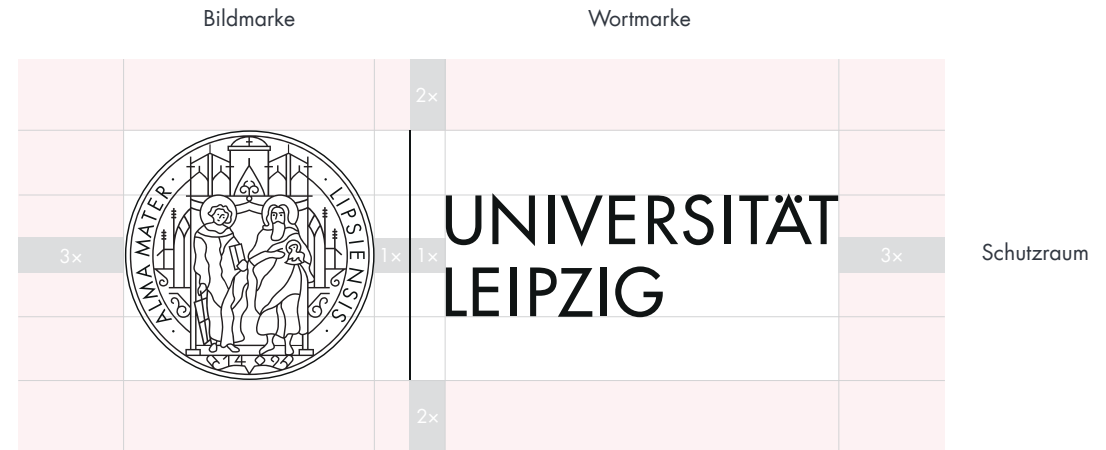 Bildmarke
Wortmarke
2×
ALMA MATER · LIPSIENSIS ·
UNIVERSITÄT
3×
1×
1×
3×
Schutzraum
LEIPZIG
2×